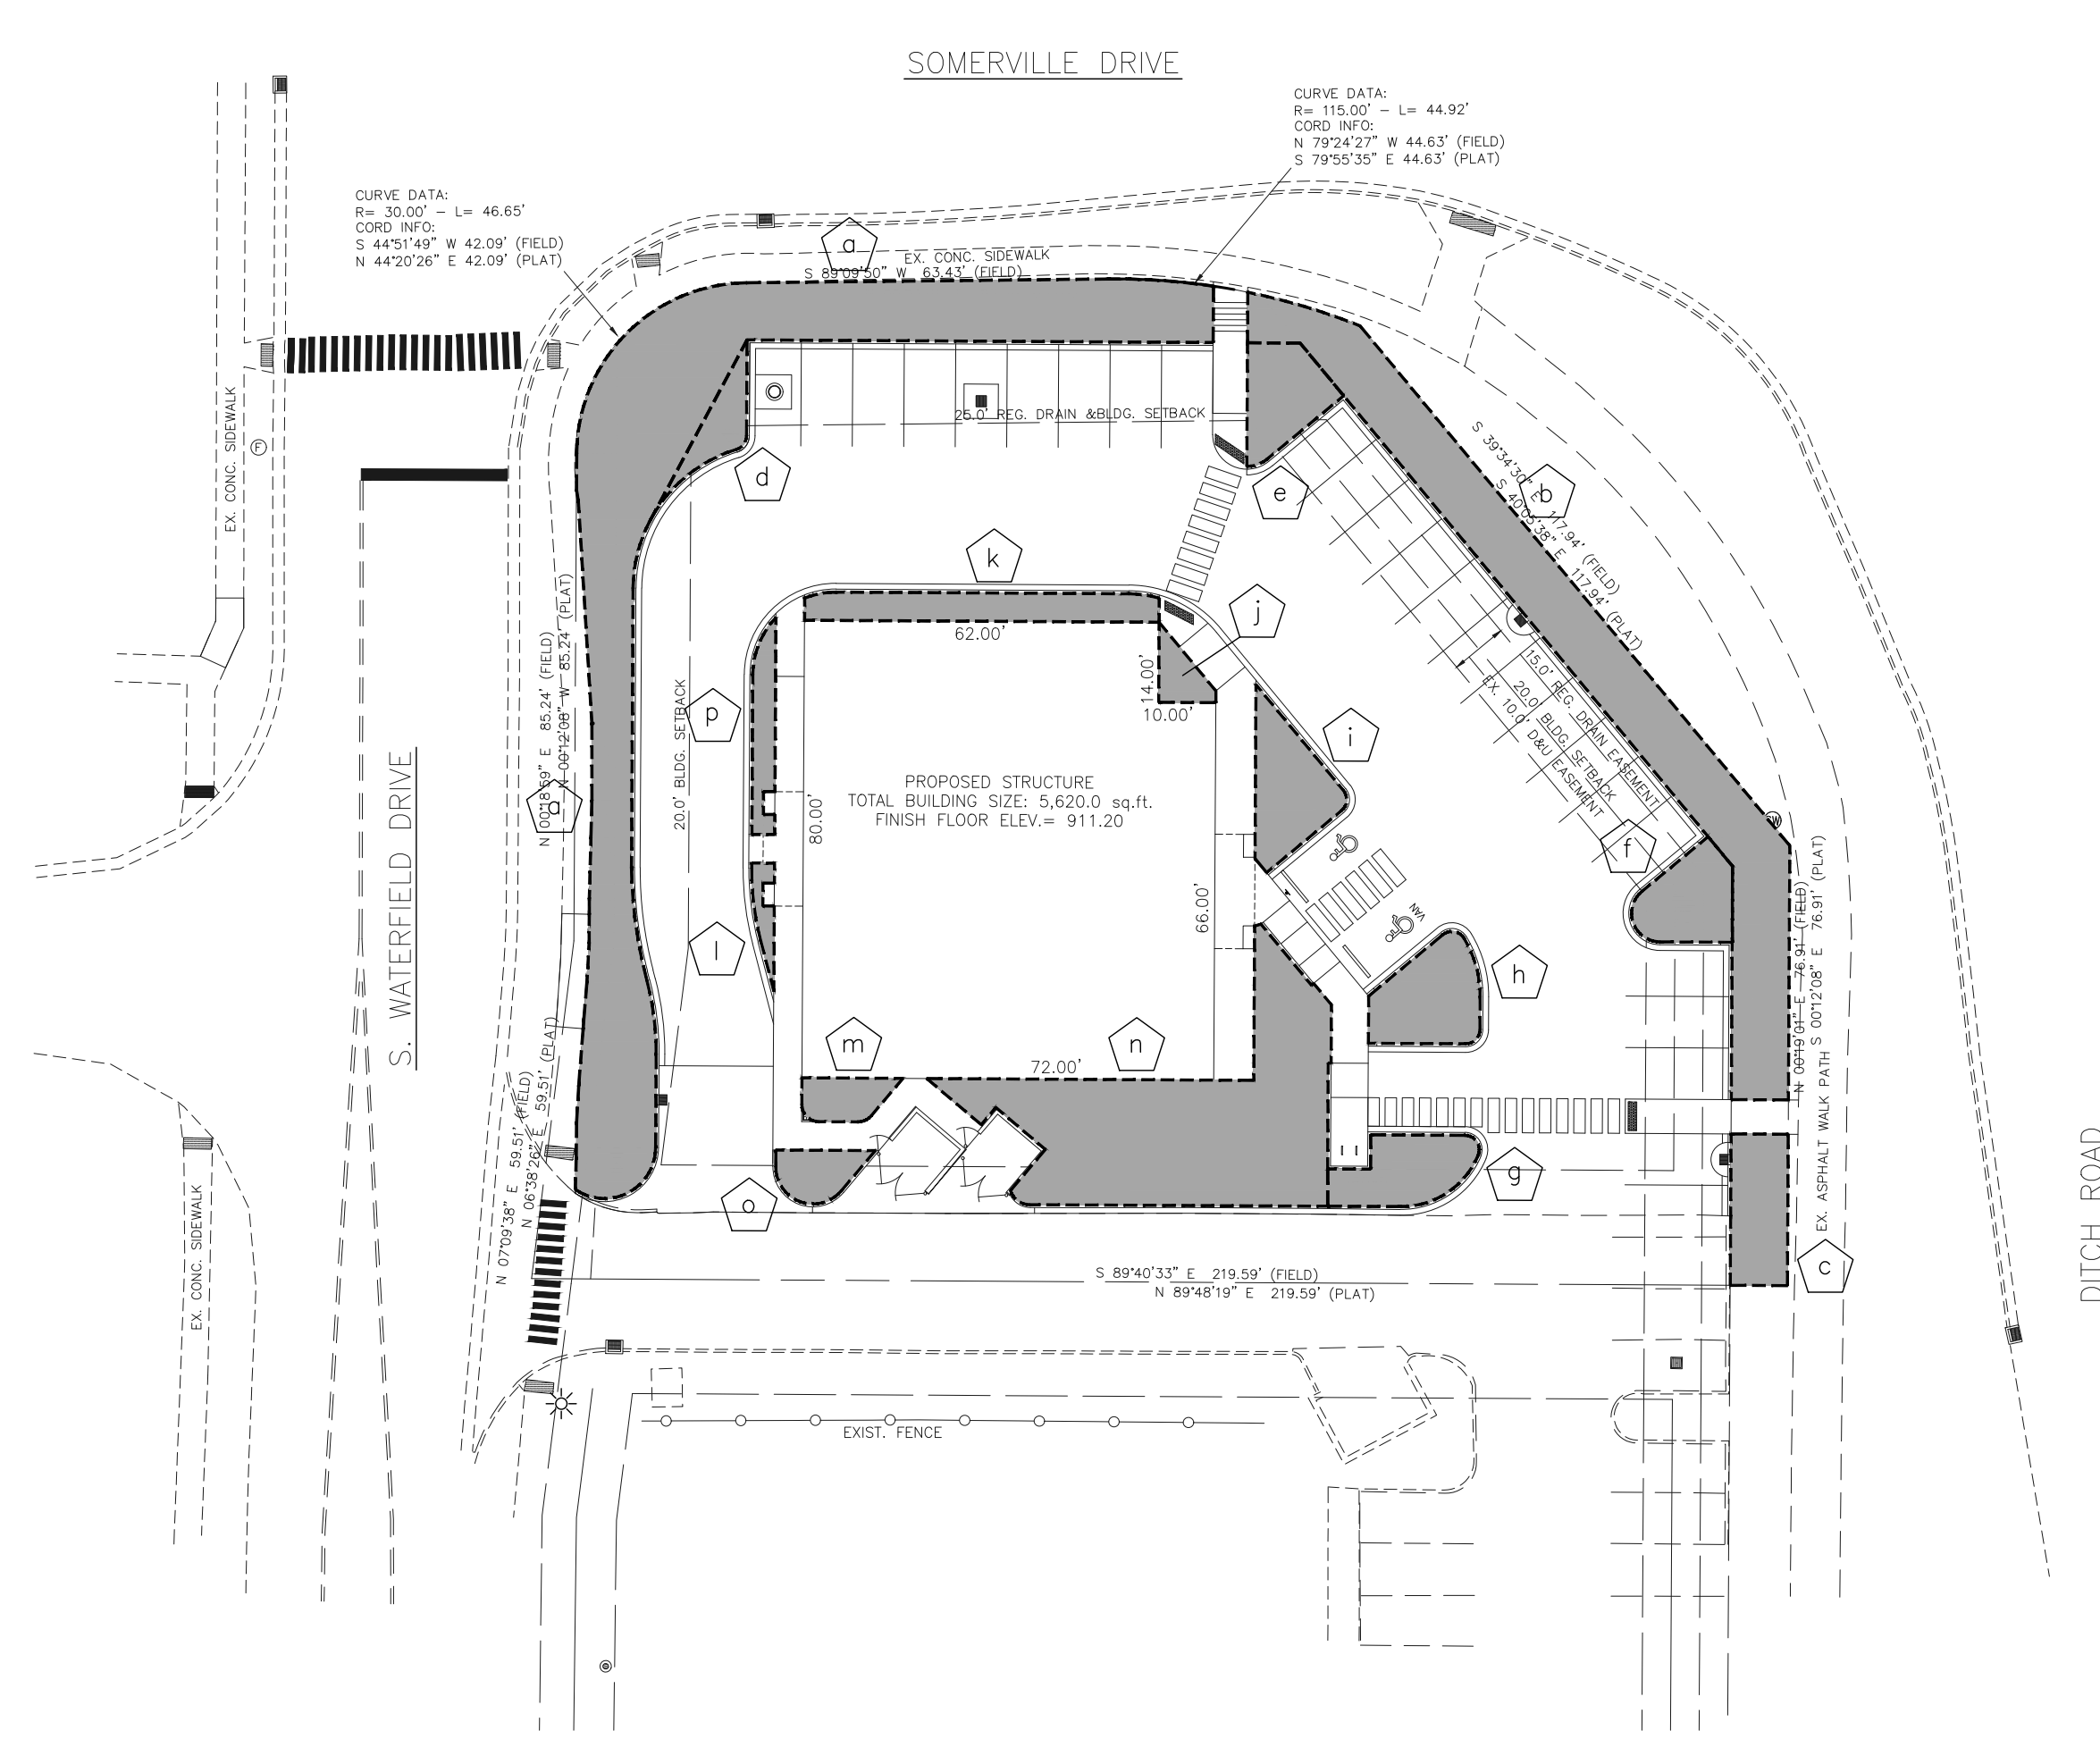 SOMERVILLE DRIVE
CURVE DATA:
R= 115.00' - L= 44.92'
CORD INFO:
N 79°24'27" W 44.63' (FIELD)
S 79°55'35" E 44.63' (PLAT)
CURVE DATA:
R= 30.00' - L= 46.65'
CORD INFO:
S 44°51'49" W 42.09' (FIELD)
N 44°20'26" E 42.09' (PLAT)
a
EX. CONC. SIDEWALK
S 89°09'50" W 63.43' (FIELD)
EX. CONC. SIDEWALK
F
25.0' REG. DRAIN &BLDG. SETBACK
d
e
b
S 39°34'30" E 117.94' (FIELD)
S 40°05'38" E 117.94' (PLAT)
k
j
62.00'
14.00'
10.00'
15.0' REG. DRAIN EASEMENT
20.0' BLDG. SETBACK
EX. 10.0' D&U EASEMENT
p
20.0' BLDG. SETBACK
i
N 00°18'59" E 85.24' (FIELD)
N 00°12'08" W 85.24' (PLAT)
a
S. WATERFIELD DRIVE
PROPOSED STRUCTURE
TOTAL BUILDING SIZE: 5,620.0 sq.ft.
FINISH FLOOR ELEV.= 911.20
80.00'
66.00'
VAN
f
l
h
N 00°19'01" E 76.91' (FIELD)
S 00°12'08" E 76.91' (PLAT)
m
n
72.00'
EX. ASPHALT WALK PATH
N 07°09'38" E 59.51' (FIELD)
N 06°38'26" E 59.51' (PLAT)
o
g
c
EX. CONC. SIDEWALK
DITCH ROAD
S 89°40'33" E 219.59' (FIELD)
N 89°48'19" E 219.59' (PLAT)
EXIST. FENCE